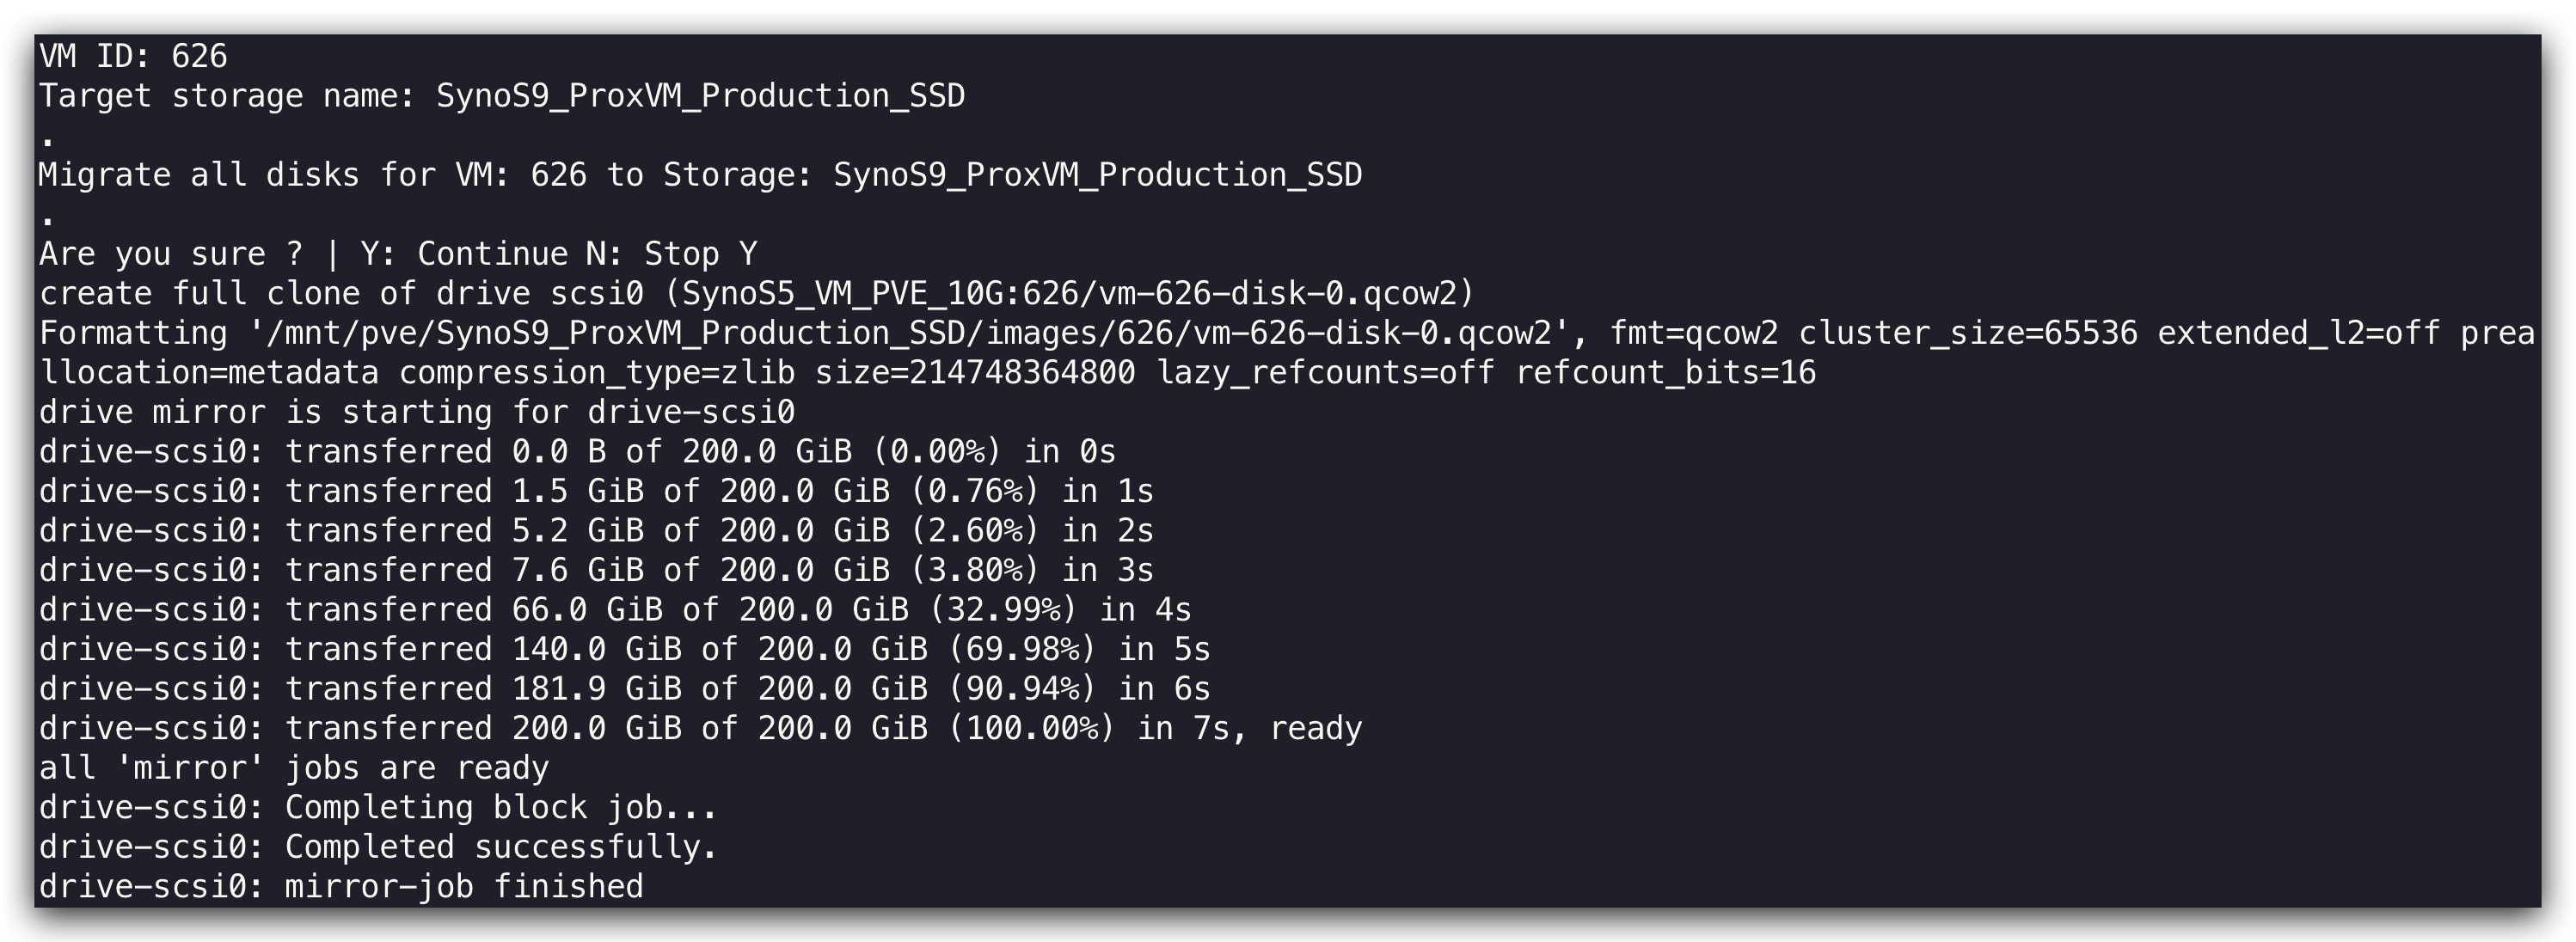 VM ID: 626
Target storage name: SynoS9_ProxVM_Production_SSD
.
Migrate all disks for VM: 626 to Storage: SynoS9_ProxVM_Production_SSD
.
Are you sure ? | Y: Continue N: Stop Y
create full clone of drive scsi0 (SynoS5_VM_PVE_10G:626/vm-626-disk-0.qcow2)
Formatting '/mnt/pve/SynoS9_ProxVM_Production_SSD/images/626/vm-626-disk-0.qcow2', fmt=qcow2 cluster_size=65536 extended_l2=off prea
llocation=metadata compression_type=zlib size=214748364800 lazy_refcounts=off refcount_bits=16
drive mirror is starting for drive-scsi0
drive-scsi0: transferred 0.0 B of 200.0 GiB (0.00%) in 0s
drive-scsi0: transferred 1.5 GiB of 200.0 GiB (0.76%) in 1s
drive-scsi0: transferred 5.2 GiB of 200.0 GiB (2.60%) in 2s
drive-scsi0: transferred 7.6 GiB of 200.0 GiB (3.80%) in 3s
drive-scsi0: transferred 66.0 GiB of 200.0 GiB (32.99%) in 4s
drive-scsi0: transferred 140.0 GiB of 200.0 GiB (69.98%) in 5s
drive-scsi0: transferred 181.9 GiB of 200.0 GiB (90.94%) in 6s
drive-scsi0: transferred 200.0 GiB of 200.0 GiB (100.00%) in 7s, ready
all 'mirror' jobs are ready
drive-scsi0: Completing block job...
drive-scsi0: Completed successfully.
drive-scsi0: mirror-job finished